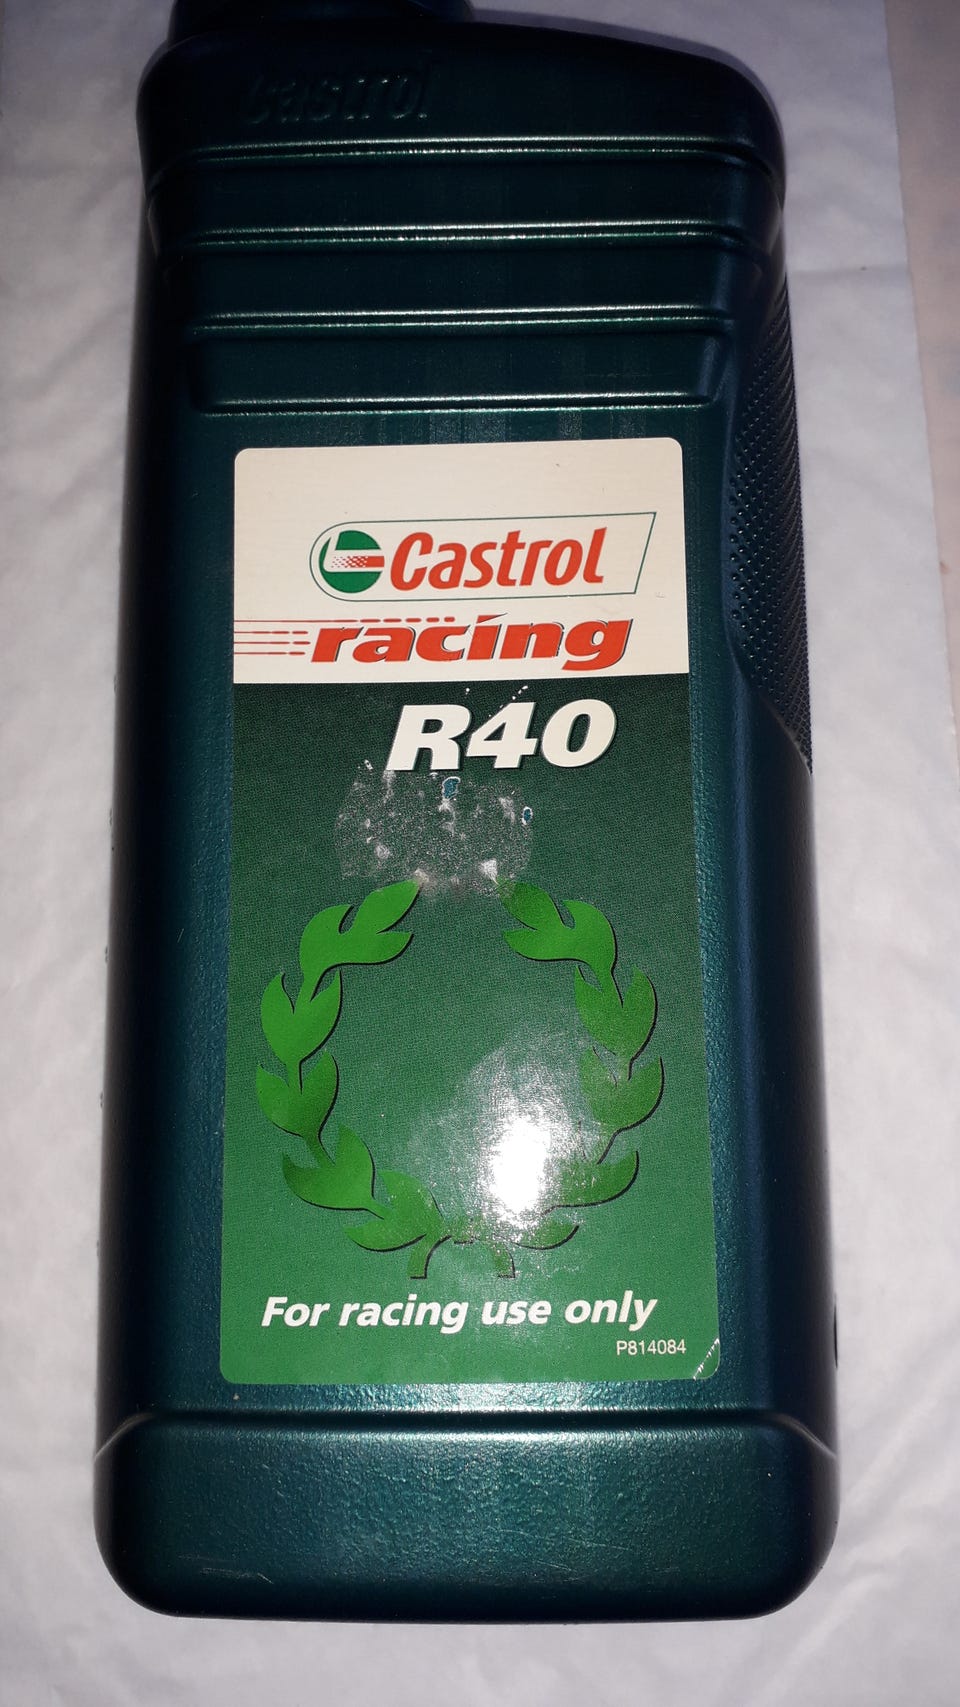 Castrol
Castrol
racing
R40
For racing use only
P814084